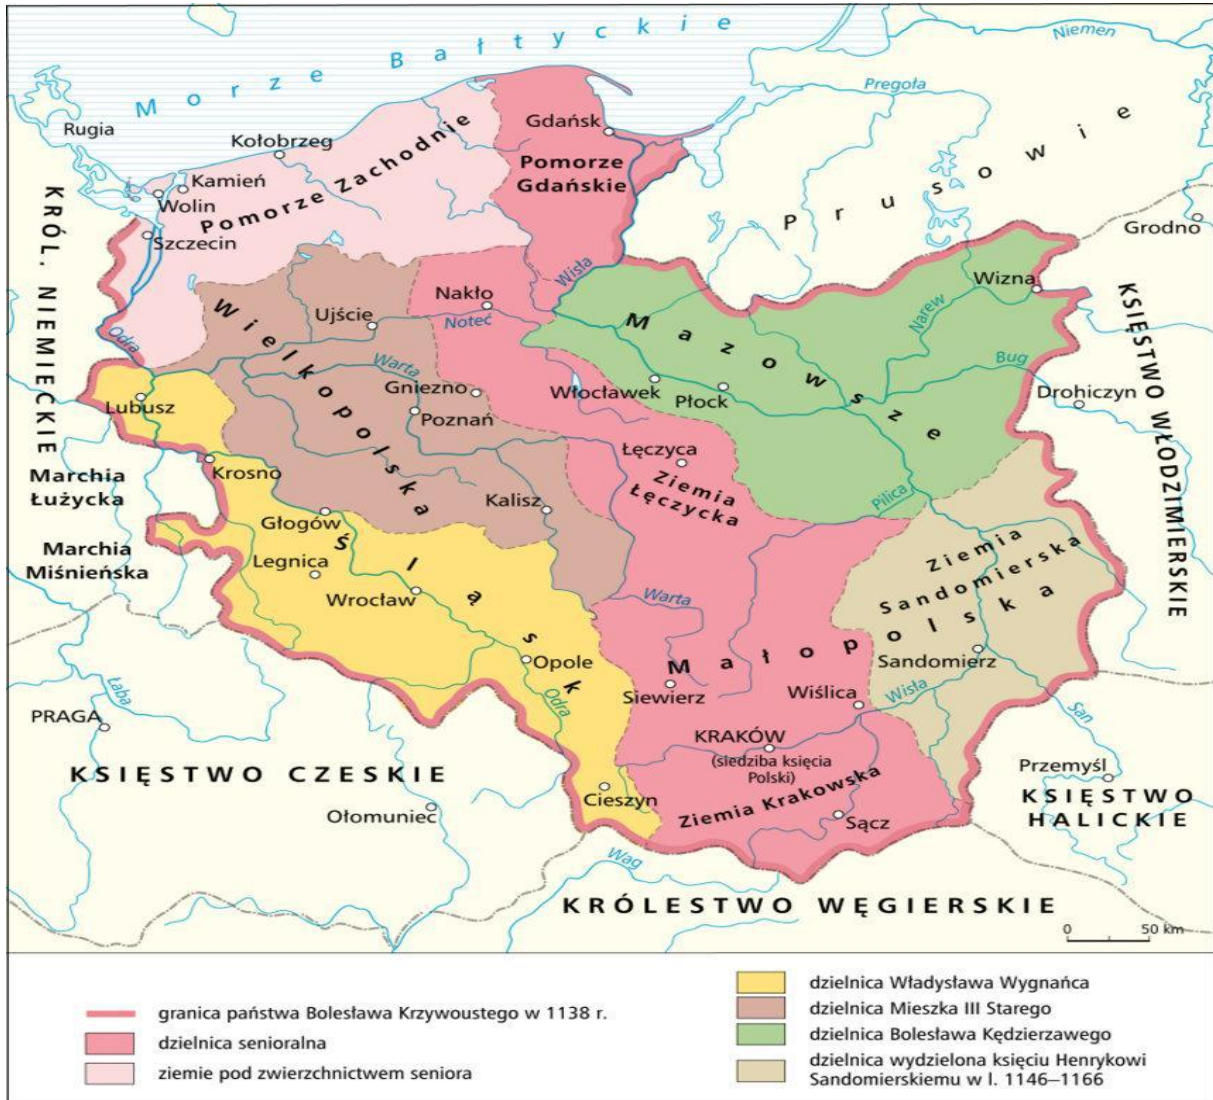 Morze Bałtyckie
Niemen
Pregoła
Rugia
Kołobrzeg
Gdańsk
Pomorze
Gdańskie
Prusowie
Kamień
Wolin
Pomorze Zachodnie
Szczecin
Grodno
KRÓL. NIEMIECKIE
Wisła
Nakło
Wizna
Ujście
Noteć
Narew
Mazowsze
KSIĘSTWO WŁODZIMIERSKIE
Odra
Wielkopolska
Warta
Bug
Gniezno
Włocławek
Płock
Drohiczyn
Lubusz
Poznań
Łęczyca
Krosno
Ziemia
Łęczycka
Marchia
Łużycka
Kalisz
Pilica
Głogów
Śląsk
Ziemia
Sandomierska
Marchia
Miśnieńska
Legnica
Wrocław
Warta
Małopolska
Opole
Sandomierz
Siewierz
Wiślica
Wisła
Łaba
Odra
San
PRAGA
KRAKÓW
(siedziba księcia
Polski)
KSIĘSTWO CZESKIE
Przemyśl
Cieszyn
Ziemia Krakowska
KSIĘSTWO
HALICKIE
Ołomuniec
Sącz
Wag
KRÓLESTWO WĘGIERSKIE
0 50 km
granica państwa Bolesława Krzywoustego w 1138 r.
dzielnica senioralna
ziemie pod zwierzchnictwem seniora
dzielnica Władysława Wygnańca
dzielnica Mieszka III Starego
dzielnica Bolesława Kędzierzawego
dzielnica wydzielona księciu Henrykowi
Sandomierskiemu w l. 1146–1166